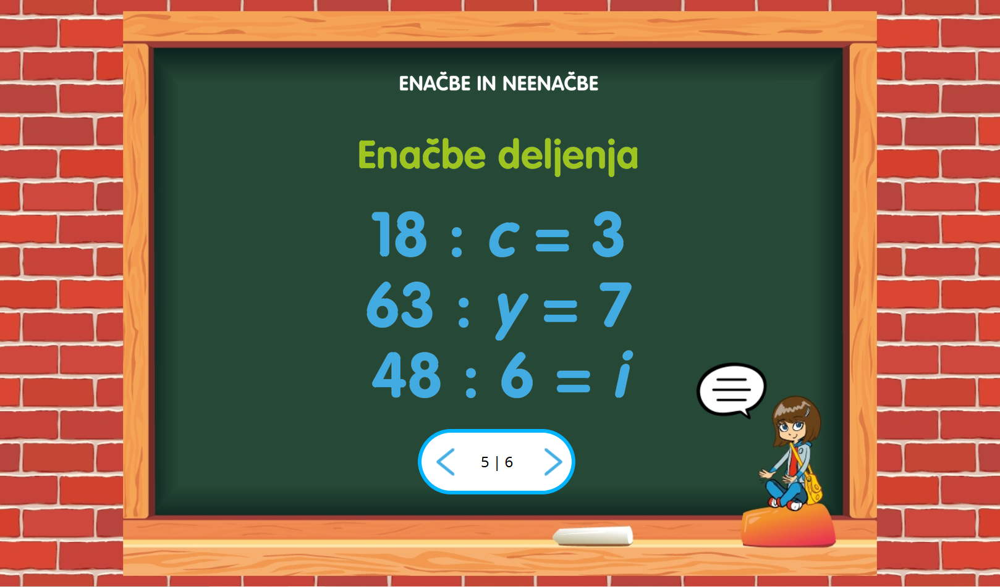 ENAČBE IN NEENAČBE
Enačbe deljenja
18 : c = 3
63 : y = 7
48 : 6 = i
5 | 6